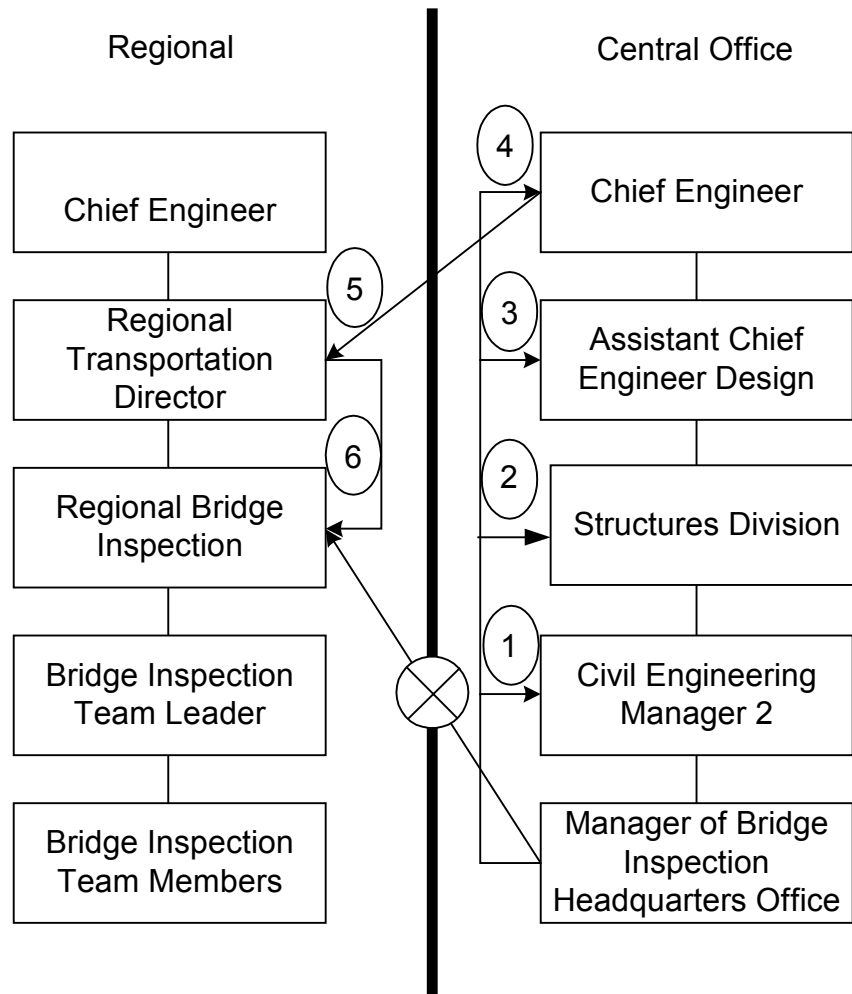 Regional
Central Office
4
Chief Engineer
Chief Engineer
5
3
Regional
Transportation
Director
Assistant Chief
Engineer Design
6
2
Regional Bridge
Inspection
Structures Division
1
Bridge Inspection
Team Leader
Civil Engineering
Manager 2
Bridge Inspection
Team Members
Manager of Bridge
Inspection
Headquarters Office